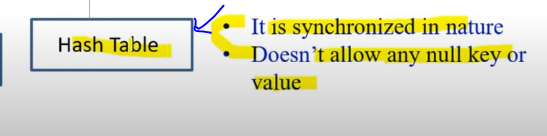 Hash Table
• It is synchronized in nature
• Doesn't allow any null key or
value